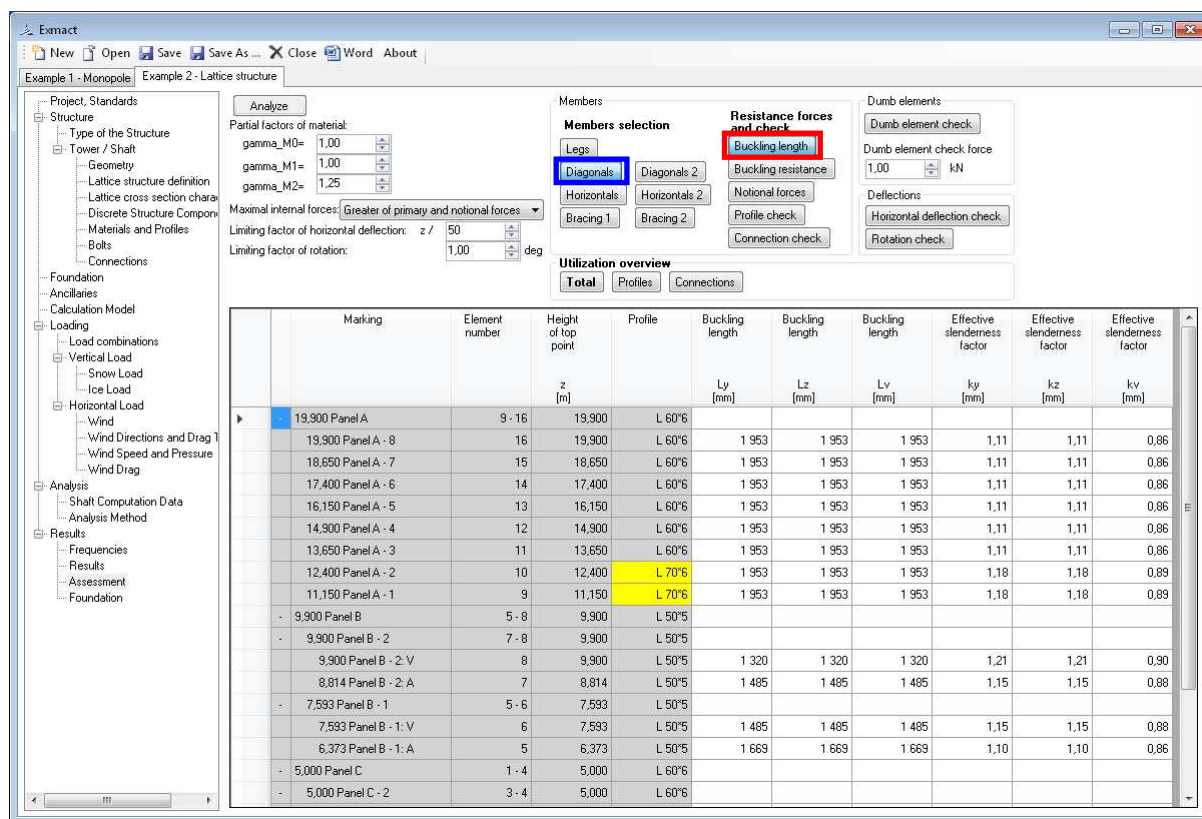 Exmact
New Open Save Save As ... Close Word About
Example 1 - Monopole Example 2 - Lattice structure
Project, Standards
Structure
Type of the Structure
Tower / Shaft
Geometry
Lattice structure definition
Lattice cross section chara
Discrete Structure Compon
Materials and Profiles
Bolts
Connections
Foundation
Ancillaries
Calculation Model
Loading
Load combinations
Vertical Load
Snow Load
Ice Load
Horizontal Load
Wind
Wind Directions and Drag
Wind Speed and Pressure
Wind Drag
Analysis
Shaft Computation Data
Analysis Method
Results
Frequencies
Results
Assessment
Foundation
Analyze
Partial factors of material:
gamma_M0= 1,00
gamma_M1= 1,00
gamma_M2= 1,25
Maximal internal forces: Greater of primary and notional forces
Limiting factor of horizontal deflection: z / 50
Limiting factor of rotation: 1,00 deg
Members
Members selection
Legs
Diagonals Diagonals 2
Horizontals Horizontals 2
Bracing 1 Bracing 2
Resistance forces
and check
Buckling length
Buckling resistance
Notional forces
Profile check
Connection check
Utilization overview
Total Profiles Connections
Dumb elements
Dumb element check
Dumb element check force
1,00 kN
Deflections
Horizontal deflection check
Rotation check
Marking Element number Height of top point z [m] Profile Buckling length Ly [mm] Buckling length Lz [mm] Buckling length Lv [mm] Effective slenderness factor ky [mm] Effective slenderness factor kz [mm] Effective slenderness factor kv [mm]
- 19,900 Panel A 9 - 16 19,900 L 60*6
19,900 Panel A - 8 16 19,900 L 60*6 1 953 1 953 1 953 1,11 1,11 0,86
18,650 Panel A - 7 15 18,650 L 60*6 1 953 1 953 1 953 1,11 1,11 0,86
17,400 Panel A - 6 14 17,400 L 60*6 1 953 1 953 1 953 1,11 1,11 0,86
16,150 Panel A - 5 13 16,150 L 60*6 1 953 1 953 1 953 1,11 1,11 0,86
14,900 Panel A - 4 12 14,900 L 60*6 1 953 1 953 1 953 1,11 1,11 0,86
13,650 Panel A - 3 11 13,650 L 60*6 1 953 1 953 1 953 1,11 1,11 0,86
12,400 Panel A - 2 10 12,400 L 70*6 1 953 1 953 1 953 1,18 1,18 0,89
11,150 Panel A - 1 9 11,150 L 70*6 1 953 1 953 1 953 1,18 1,18 0,89
- 9,900 Panel B 5 - 8 9,900 L 50*5
- 9,900 Panel B - 2 7 - 8 9,900 L 50*5
9,900 Panel B - 2: V 8 9,900 L 50*5 1 320 1 320 1 320 1,21 1,21 0,90
8,814 Panel B - 2: A 7 8,814 L 50*5 1 485 1 485 1 485 1,15 1,15 0,88
- 7,593 Panel B - 1 5 - 6 7,593 L 50*5
7,593 Panel B - 1: V 6 7,593 L 50*5 1 485 1 485 1 485 1,15 1,15 0,88
6,373 Panel B - 1: A 5 6,373 L 50*5 1 669 1 669 1 669 1,10 1,10 0,86
- 5,000 Panel C 1 - 4 5,000 L 60*6
- 5,000 Panel C - 2 3 - 4 5,000 L 60*6